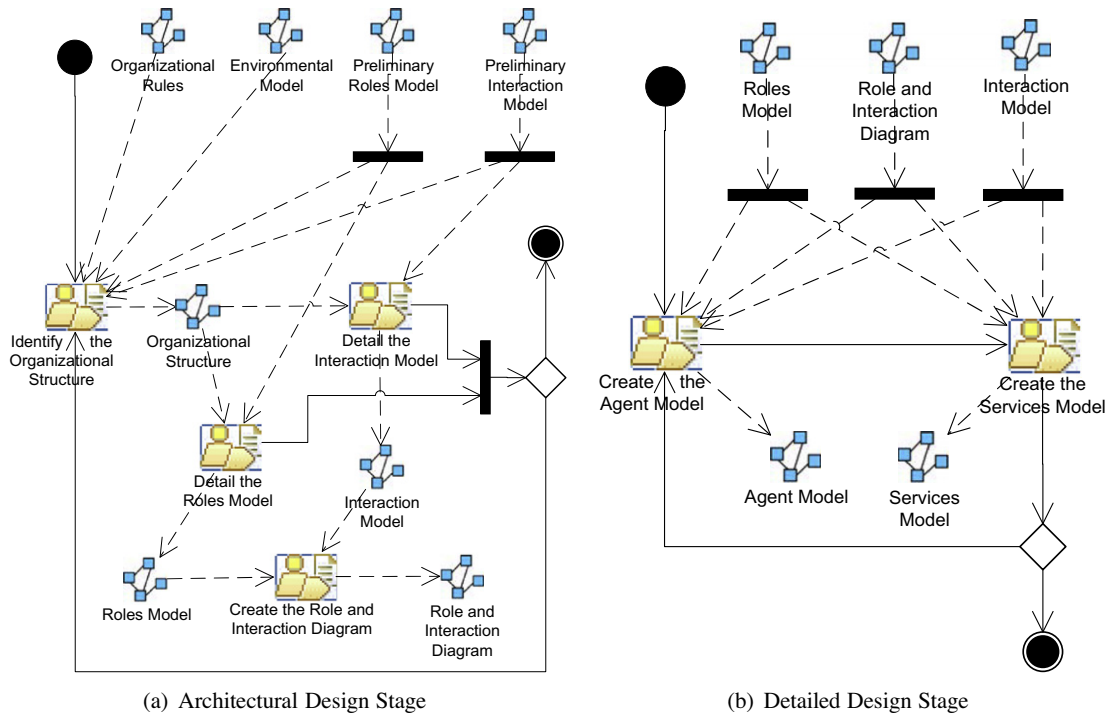 Organizational
Rules
Environmental
Model
Preliminary
Roles Model
Preliminary
Interaction
Model
Identify the
Organizational
Structure
Organizational
Structure
Detail the
Interaction Model
Detail the
Roles Model
Interaction
Model
Roles Model
Create the Role and
Interaction Diagram
Role and
Interaction
Diagram
(a) Architectural Design Stage
Roles
Model
Role and
Interaction
Diagram
Interaction
Model
Create the
Agent Model
Create the
Services Model
Agent Model
Services
Model
(b) Detailed Design Stage